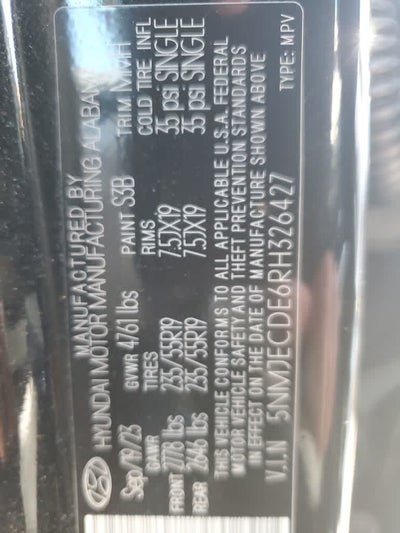 MANUFACTURED BY
HYUNDAI MOTOR MANUFACTURING ALABAMA
Sep/19/23 GVWR 4761 lbs PAINT S3B TRIM MMH
GAWR TIRES RIMS COLD TIRE INFL
FRONT 2778 lbs 235/55R19 7.5JX19 35 psi SINGLE
REAR 2646 lbs 235/55R19 7.5JX19 35 psi SINGLE
THIS VEHICLE CONFORMS TO ALL APPLICABLE U.S.A. FEDERAL
MOTOR VEHICLE SAFETY AND THEFT PREVENTION STANDARDS
IN EFFECT ON THE DATE OF MANUFACTURE SHOWN ABOVE
V.I.N 5NMJECDE6RH326427 TYPE: MPV